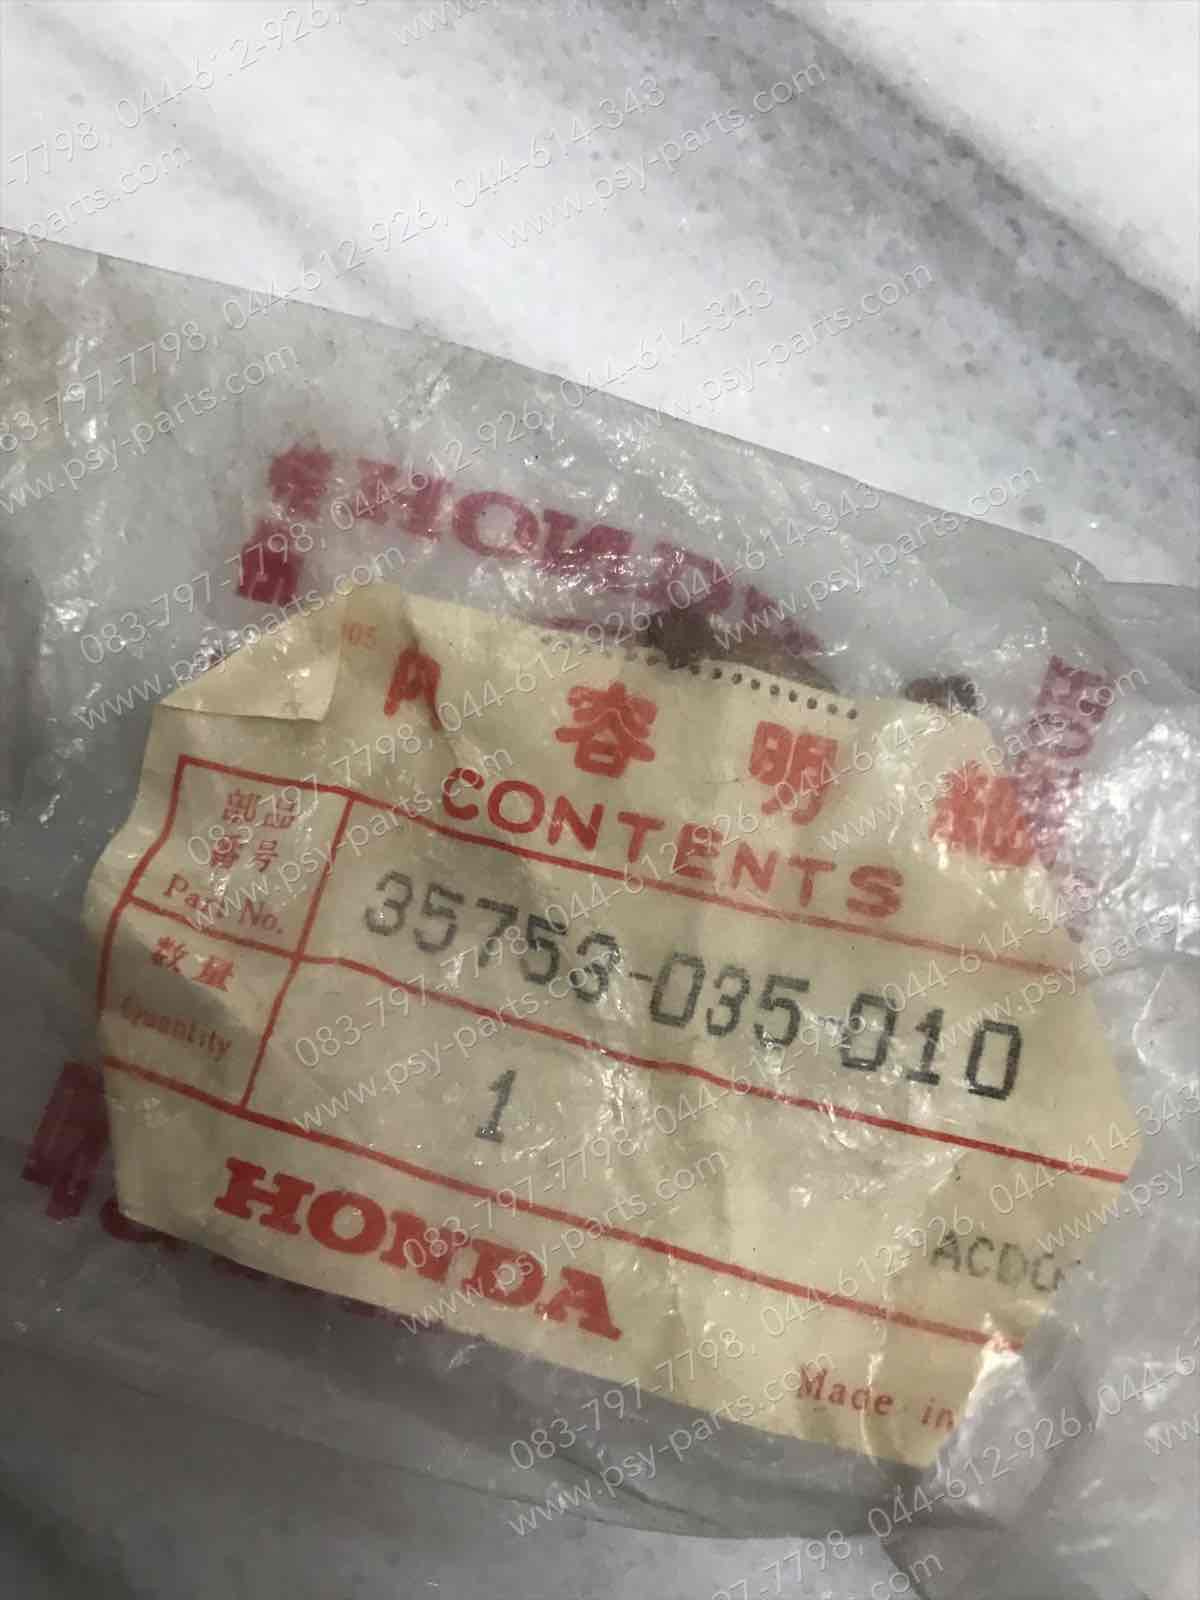 HONDA
105
内容明細
CONTENTS
部品
番号
Part No.
35753-035-010
数量
Quantity
1
ACDC
HONDA
Made in
083-797-7798, 044-612-926, 044-614-343
www.psy-parts.com